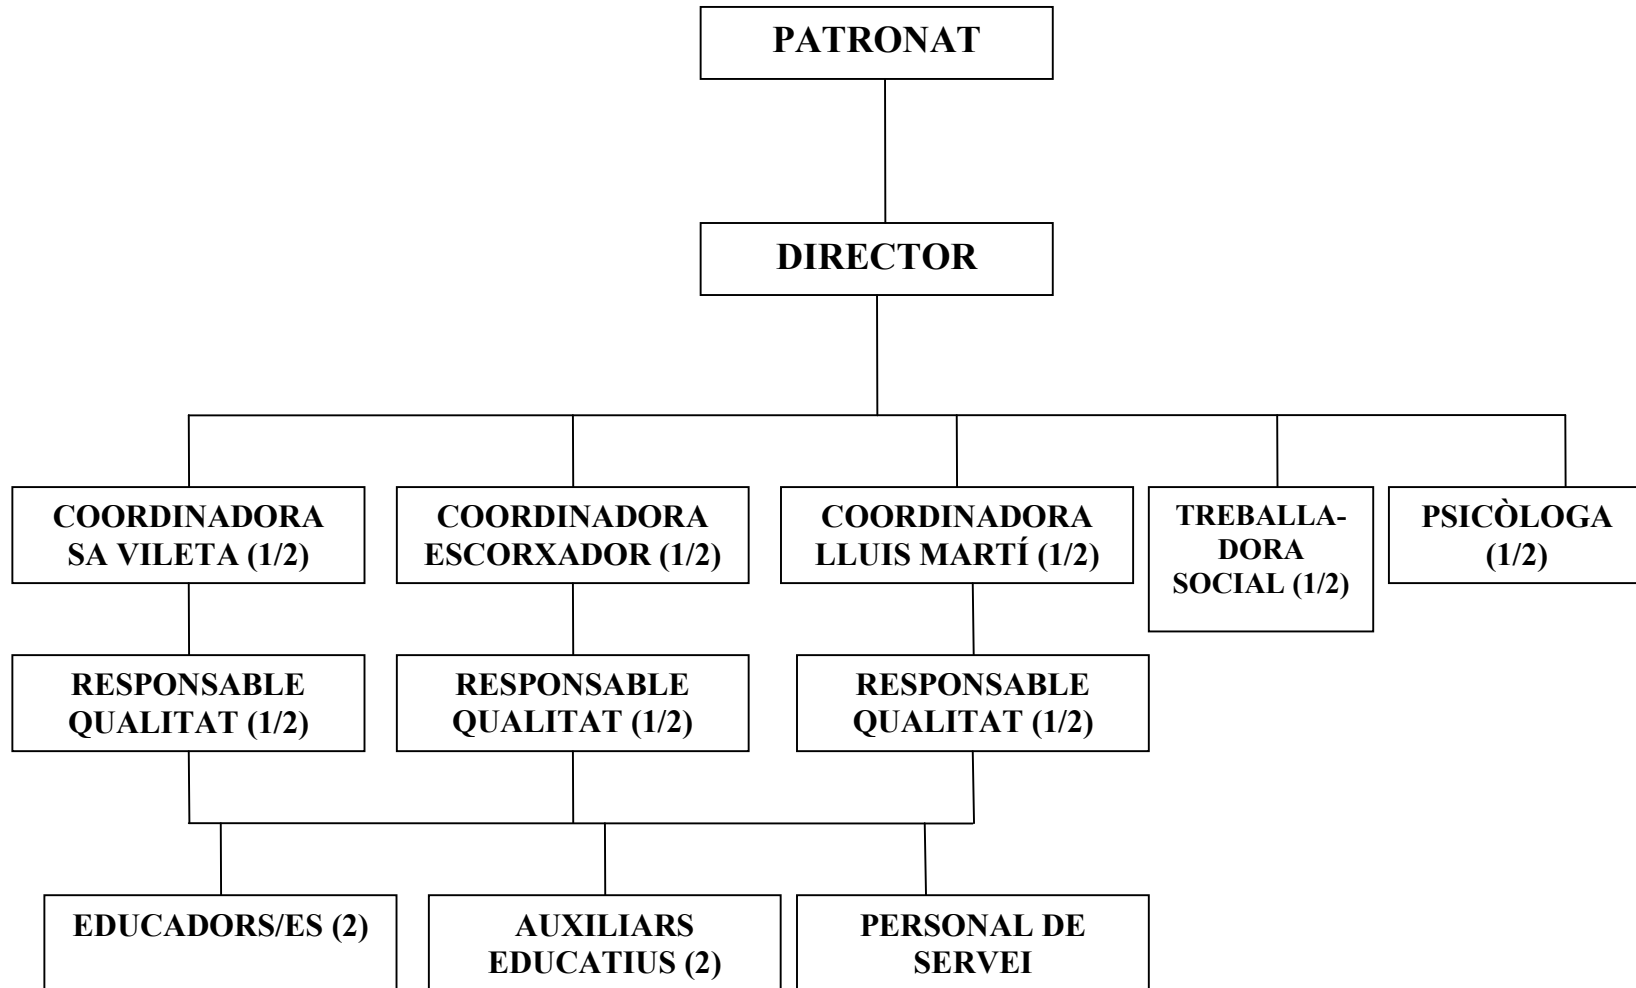 PATRONAT
DIRECTOR
COORDINADORA
SA VILETA (1/2)
COORDINADORA
ESCORXADOR (1/2)
COORDINADORA
LLUIS MARTÍ (1/2)
TREBALLA-
DORA
SOCIAL (1/2)
PSICÒLOGA
(1/2)
RESPONSABLE
QUALITAT (1/2)
RESPONSABLE
QUALITAT (1/2)
RESPONSABLE
QUALITAT (1/2)
EDUCADORS/ES (2)
AUXILIARS
EDUCATIUS (2)
PERSONAL DE
SERVEI